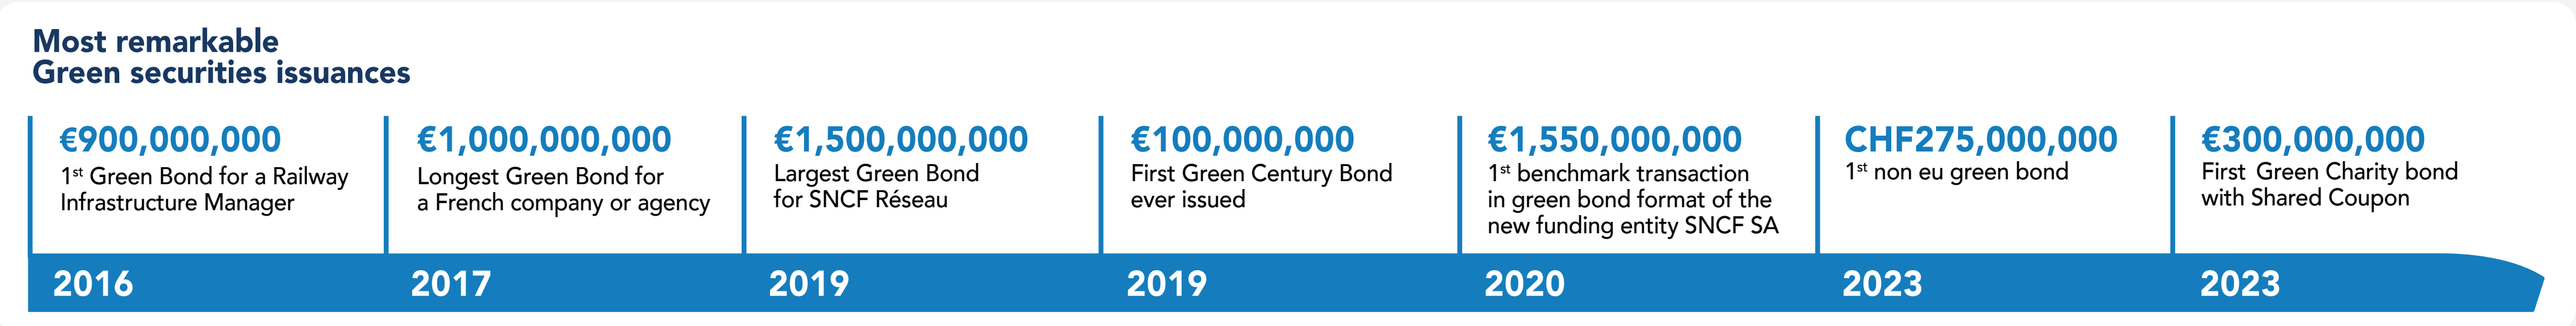 Most remarkable
Green securities issuances
€900,000,000
1st Green Bond for a Railway
Infrastructure Manager
2016
€1,000,000,000
Longest Green Bond for
a French company or agency
2017
€1,500,000,000
Largest Green Bond
for SNCF Réseau
2019
€100,000,000
First Green Century Bond
ever issued
2019
€1,550,000,000
1st benchmark transaction
in green bond format of the
new funding entity SNCF SA
2020
CHF275,000,000
1st non eu green bond
2023
€300,000,000
First Green Charity bond
with Shared Coupon
2023